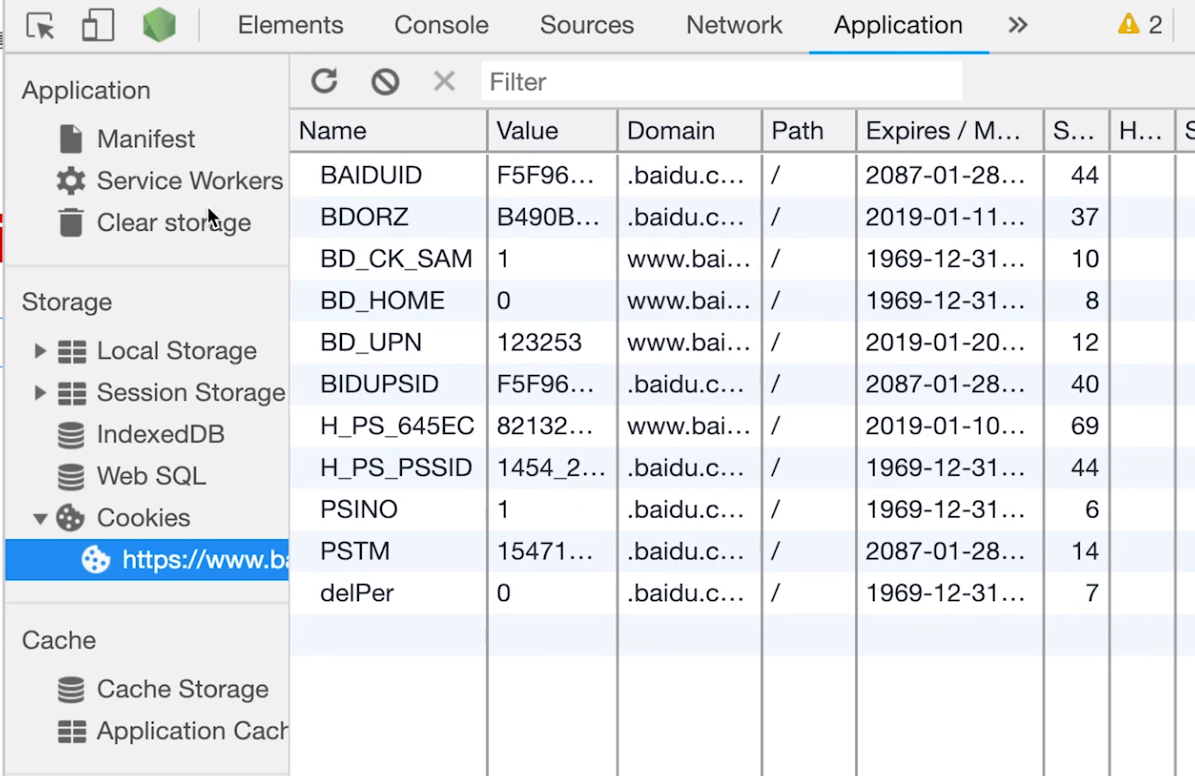 Elements Console Sources Network Application » 2
Application
Manifest
Service Workers
Clear storage
Storage
Local Storage
Session Storage
IndexedDB
Web SQL
Cookies
https://www.ba
Cache
Cache Storage
Application Cach
Filter
Name Value Domain Path Expires / M... S... H... S
BAIDUID F5F96... .baidu.c... / 2087-01-28... 44
BDORZ B490B... .baidu.c... / 2019-01-11... 37
BD_CK_SAM 1 www.bai... / 1969-12-31... 10
BD_HOME 0 www.bai... / 1969-12-31... 8
BD_UPN 123253 www.bai... / 2019-01-20... 12
BIDUPSID F5F96... .baidu.c... / 2087-01-28... 40
H_PS_645EC 82132... www.bai... / 2019-01-10... 69
H_PS_PSSID 1454_2... .baidu.c... / 1969-12-31... 44
PSINO 1 .baidu.c... / 1969-12-31... 6
PSTM 15471... .baidu.c... / 2087-01-28... 14
delPer 0 .baidu.c... / 1969-12-31... 7